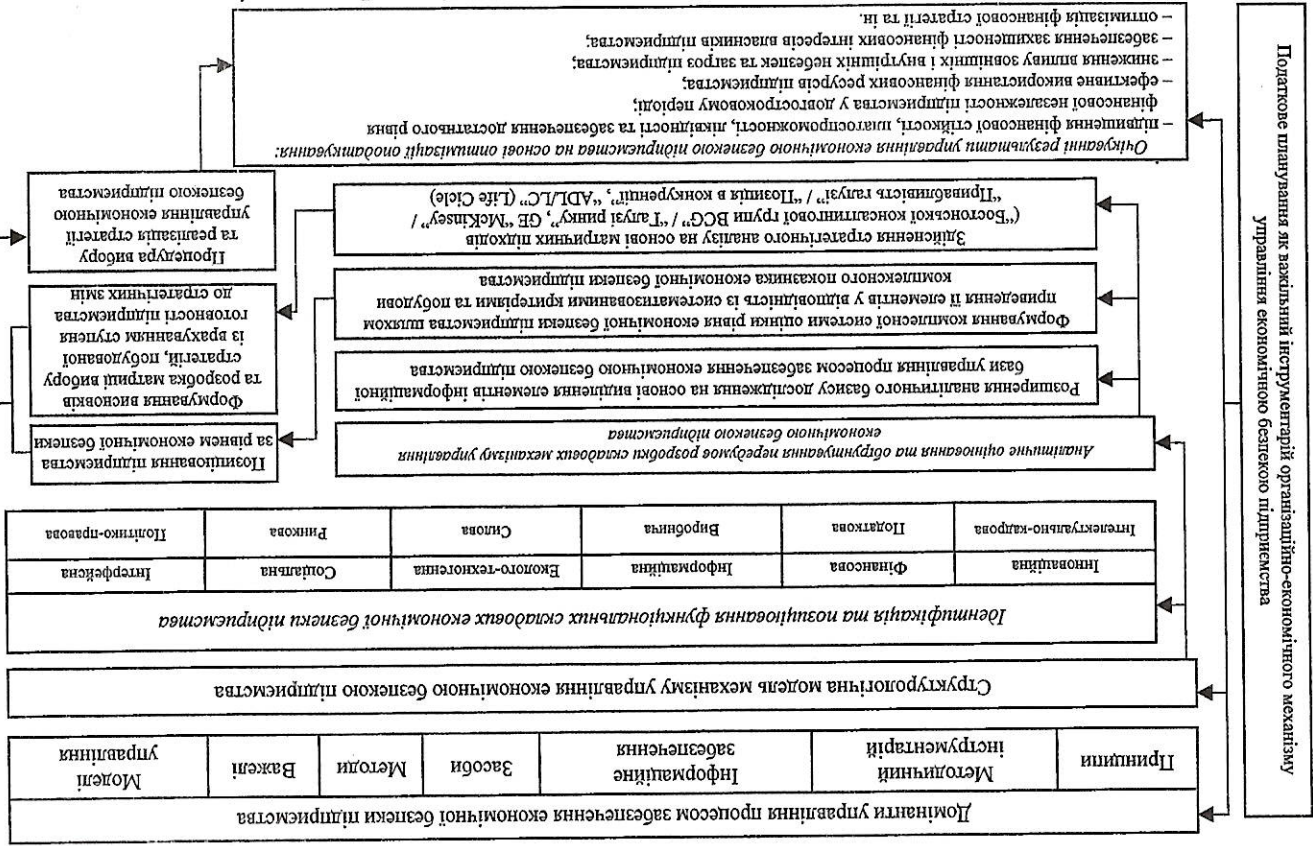 Податкове планування як важільний інструментарій організаційно-економічного механізму
управління економічною безпекою підприємства
Домінанти управління процесом забезпечення економічної безпеки підприємства
Принципи
Методичний
інструментарій
Інформаційне
забезпечення
Засоби
Методи
Важелі
Моделі
управління
Структурологічна модель механізму управління економічною безпекою підприємства
Ідентифікація та позиціювання функціональних складових економічної безпеки підприємства
Інноваційна
Фінансова
Інформаційна
Еколого-техногенна
Соціальна
Інтерфейсна
Інтелектуально-кадрова
Податкова
Виробнича
Силова
Ринкова
Політико-правова
Аналітичне оцінювання та обґрунтування передумов розробки складових механізму управління
економічною безпекою підприємства
Розширення аналітичного базису дослідження на основі виділення елементів інформаційної
бази управління процесом забезпечення економічною безпекою підприємства
Формування комплексної системи оцінки рівня економічної безпеки підприємства шляхом
приведення її елементів у відповідність із систематизованими критеріями та побудови
комплексного показника економічної безпеки підприємства
Здійснення стратегічного аналізу на основі матричних підходів
("Бостонської консалтингової групи BCG" / "Галузі ринку", GE "McKinsey" /
"Привабливість галузі" / "Позиція в конкуренції", "ADL/LC" (Life Cicle)
Позиціювання підприємства
за рівнем економічної безпеки
Формування висновків
та розробка матриці вибору
стратегій, побудованої
із врахуванням ступеня
готовності підприємства
до стратегічних змін
Процедура вибору
та реалізація стратегії
управління економічною
безпекою підприємства
Очікуванні результати управління економічною безпекою підприємства на основі оптимізації оподаткування:
– підвищення фінансової стійкості, платоспроможності, ліквідності та забезпечення достатнього рівня
фінансової незалежності підприємства у довгостроковому періоді;
– ефективне використання фінансових ресурсів підприємства;
– зниження впливу зовнішніх і внутрішніх небезпек та загроз підприємства;
– забезпечення захищеності фінансових інтересів власників підприємства;
– оптимізація фінансової стратегії та ін.